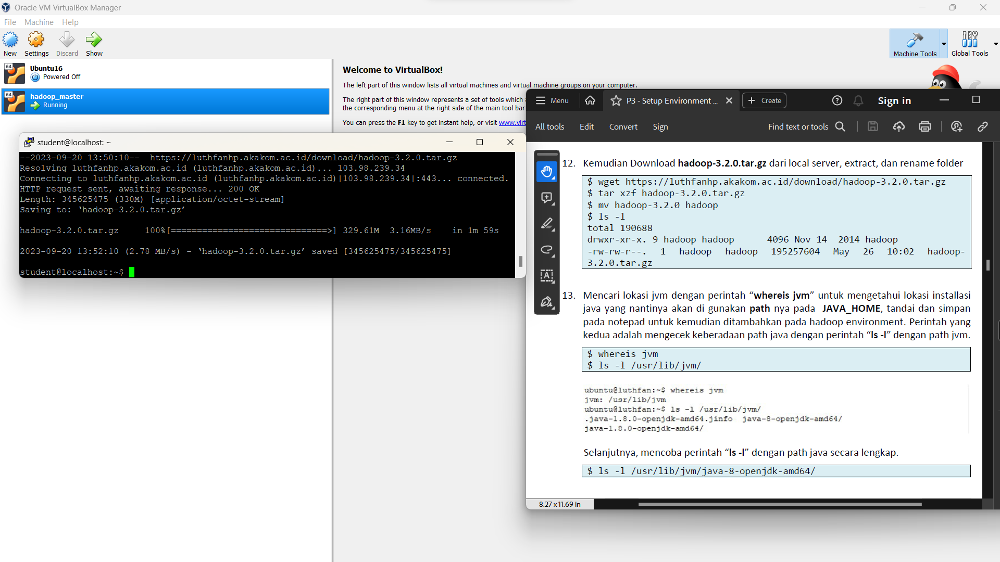 Oracle VM VirtualBox Manager
File Machine Help
New Settings Discard Show
Machine Tools Global Tools
64 Ubuntu16
Powered Off
64 hadoop_master
Running
Welcome to VirtualBox!
The left part of this window lists all virtual machines and virtual machine groups on your computer.
The right part of this window represents a set of tools which
the corresponding menu at the right side of the main tool bar
You can press the F1 key to get instant help, or visit www.virt
student@localhost: ~
--2023-09-20 13:50:10-- https://luthfanhp.akakom.ac.id/download/hadoop-3.2.0.tar.gz
Resolving luthfanhp.akakom.ac.id (luthfanhp.akakom.ac.id)... 103.98.239.34
Connecting to luthfanhp.akakom.ac.id (luthfanhp.akakom.ac.id)|103.98.239.34|:443... connected.
HTTP request sent, awaiting response... 200 OK
Length: 345625475 (330M) [application/octet-stream]
Saving to: ‘hadoop-3.2.0.tar.gz’
hadoop-3.2.0.tar.gz 100%[==============================>] 329.61M 3.16MB/s in 1m 59s
2023-09-20 13:52:10 (2.78 MB/s) - ‘hadoop-3.2.0.tar.gz’ saved [345625475/345625475]
student@localhost:~$
Menu P3 - Setup Environment ... + Create Sign in
All tools Edit Convert Sign Find text or tools
12. Kemudian Download hadoop-3.2.0.tar.gz dari local server, extract, dan rename folder
$ wget https://luthfanhp.akakom.ac.id/download/hadoop-3.2.0.tar.gz
$ tar xzf hadoop-3.2.0.tar.gz
$ mv hadoop-3.2.0 hadoop
$ ls -l
total 190688
drwxr-xr-x. 9 hadoop hadoop 4096 Nov 14 2014 hadoop
-rw-rw-r--. 1 hadoop hadoop 195257604 May 26 10:02 hadoop-
3.2.0.tar.gz
13. Mencari lokasi jvm dengan perintah “whereis jvm” untuk mengetahui lokasi installasi
java yang nantinya akan di gunakan path nya pada JAVA_HOME, tandai dan simpan
pada notepad untuk kemudian ditambahkan pada hadoop environment. Perintah yang
kedua adalah mengecek keberadaan path java dengan perintah “ls -l” dengan path jvm.
$ whereis jvm
$ ls -l /usr/lib/jvm/
ubuntu@luthfan:~$ whereis jvm
jvm: /usr/lib/jvm
ubuntu@luthfan:~$ ls -l /usr/lib/jvm/
.java-1.8.0-openjdk-amd64.jinfo java-8-openjdk-amd64/
java-1.8.0-openjdk-amd64/
Selanjutnya, mencoba perintah “ls -l” dengan path java secara lengkap.
$ ls -l /usr/lib/jvm/java-8-openjdk-amd64/
8.27 x 11.69 in